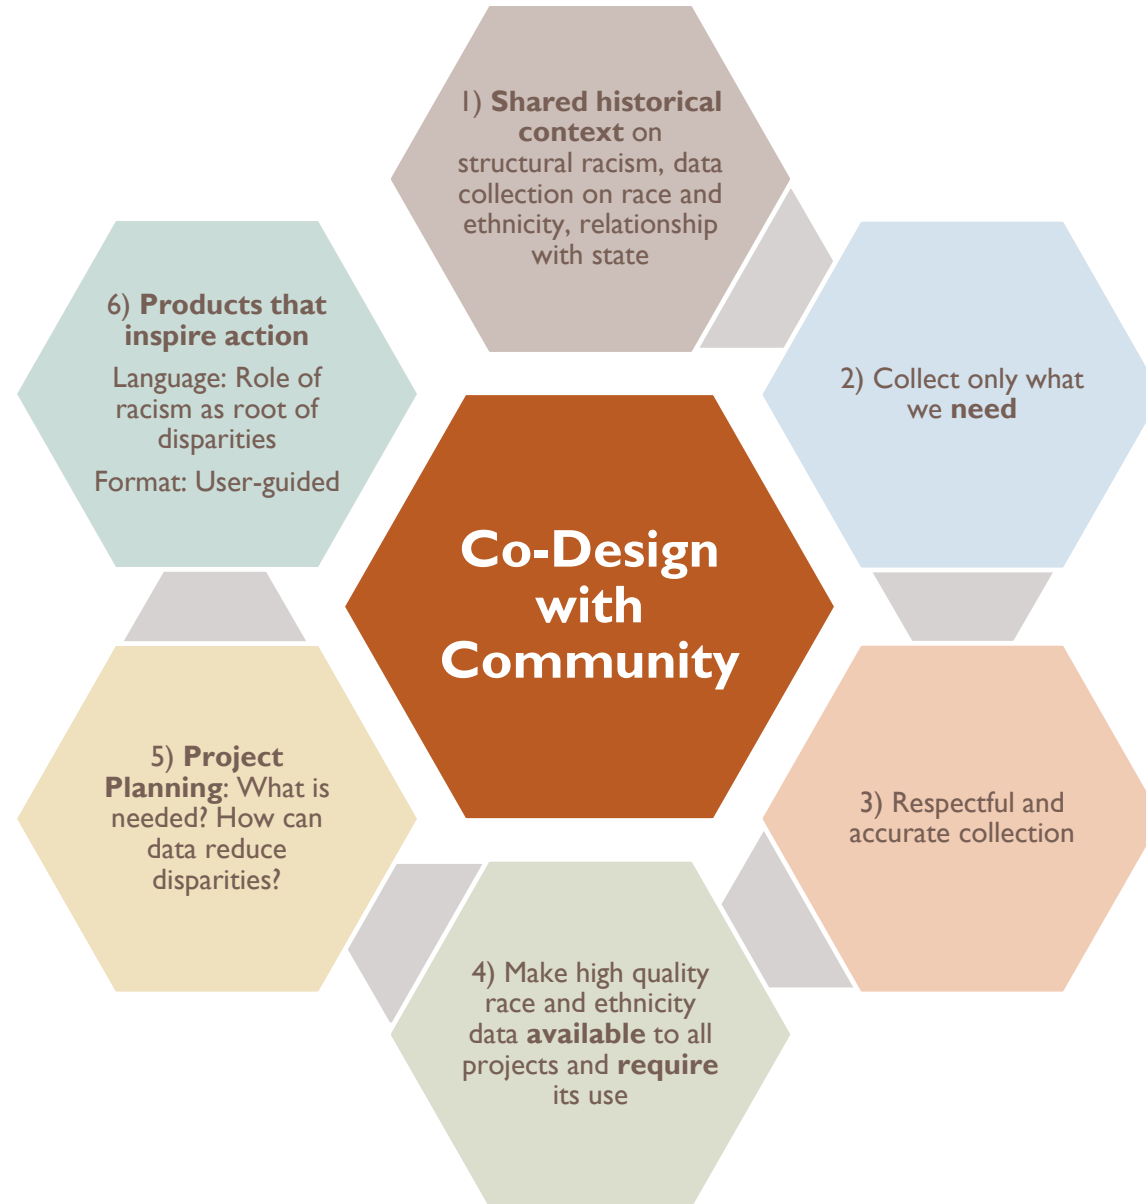 1) Shared historical
context on
structural racism, data
collection on race and
ethnicity, relationship
with state
2) Collect only what
we need
3) Respectful and
accurate collection
4) Make high quality
race and ethnicity
data available to all
projects and require
its use
5) Project
Planning: What is
needed? How can
data reduce
disparities?
6) Products that
inspire action
Language: Role of
racism as root of
disparities
Format: User-guided
Co-Design
with
Community